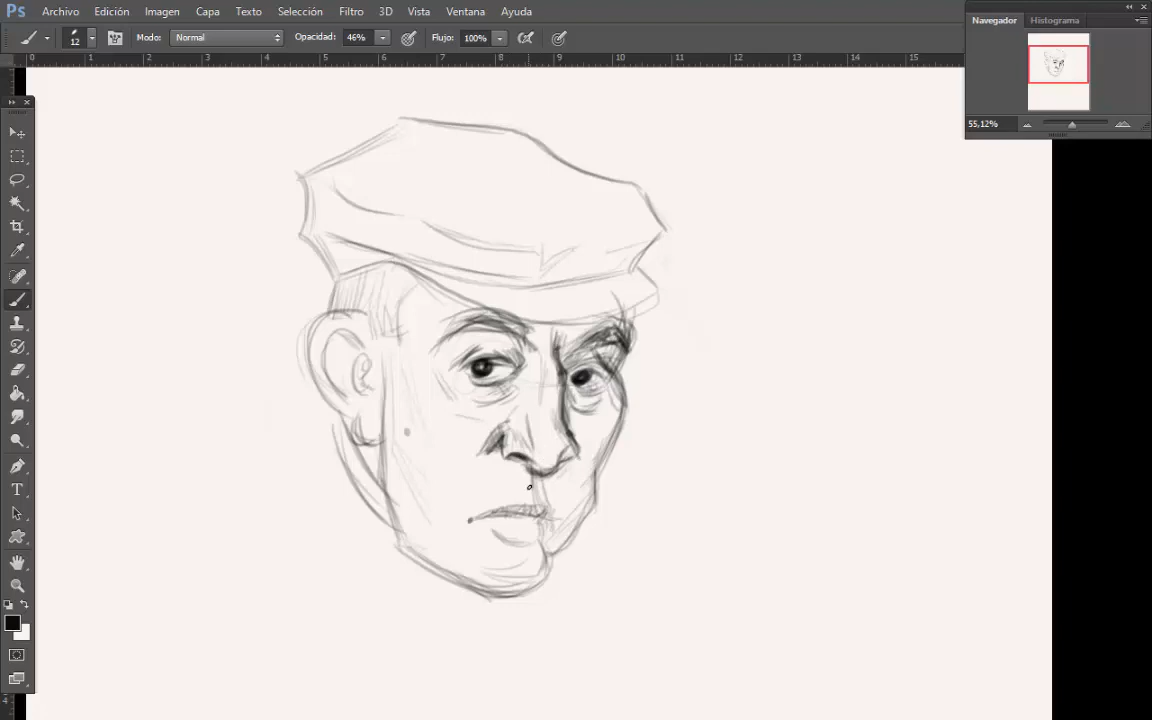 Ps Archivo Edición Imagen Capa Texto Selección Filtro 3D Vista Ventana Ayuda
12 Modo: Normal Opacidad: 46% Flujo: 100%
Navegador Histograma
0 1 2 3 4 5 6 7 8 9 10 11 12 13 14 15
55,12%
T
4